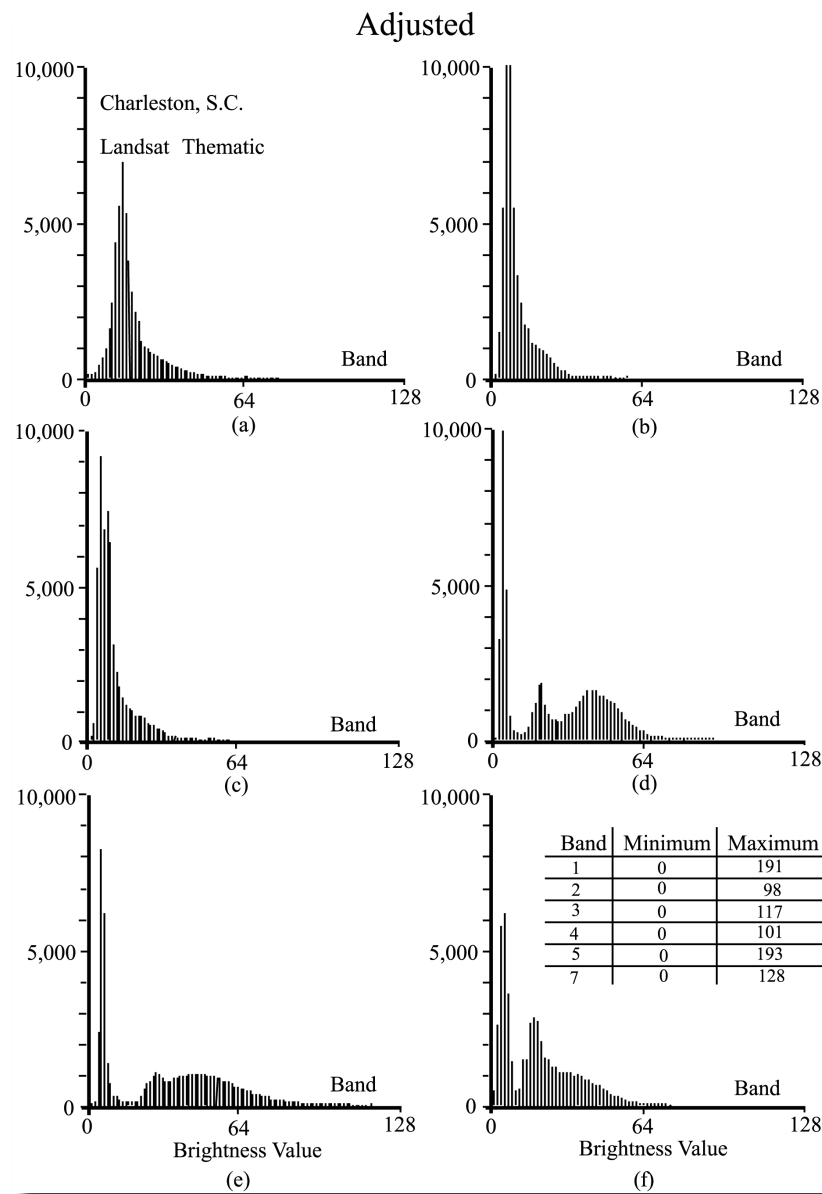 Adjusted
10,000
Charleston, S.C.
Landsat Thematic
5,000
Band
0
0
64
128
(a)
10,000
5,000
Band
0
0
64
128
(b)
10,000
5,000
Band
0
0
64
128
(c)
10,000
5,000
Band
0
0
64
128
(d)
10,000
5,000
Band
0
0
64
128
Brightness Value
(e)
10,000
Band Minimum Maximum
1 0 191
2 0 98
3 0 117
4 0 101
5 0 193
7 0 128
5,000
Band
0
0
64
128
Brightness Value
(f)